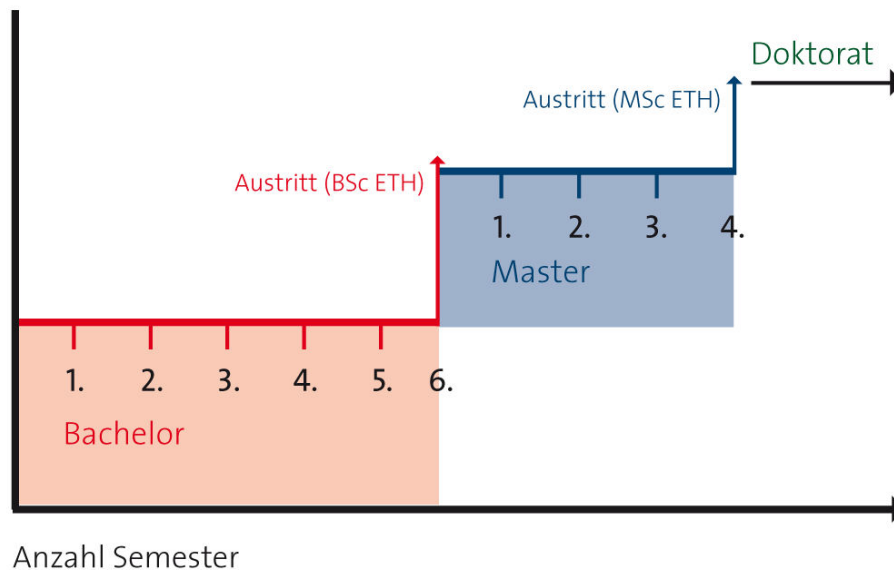 Doktorat
Austritt (MSc ETH)
Austritt (BSc ETH)
1. 2. 3. 4.
Master
1. 2. 3. 4. 5. 6.
Bachelor
Anzahl Semester